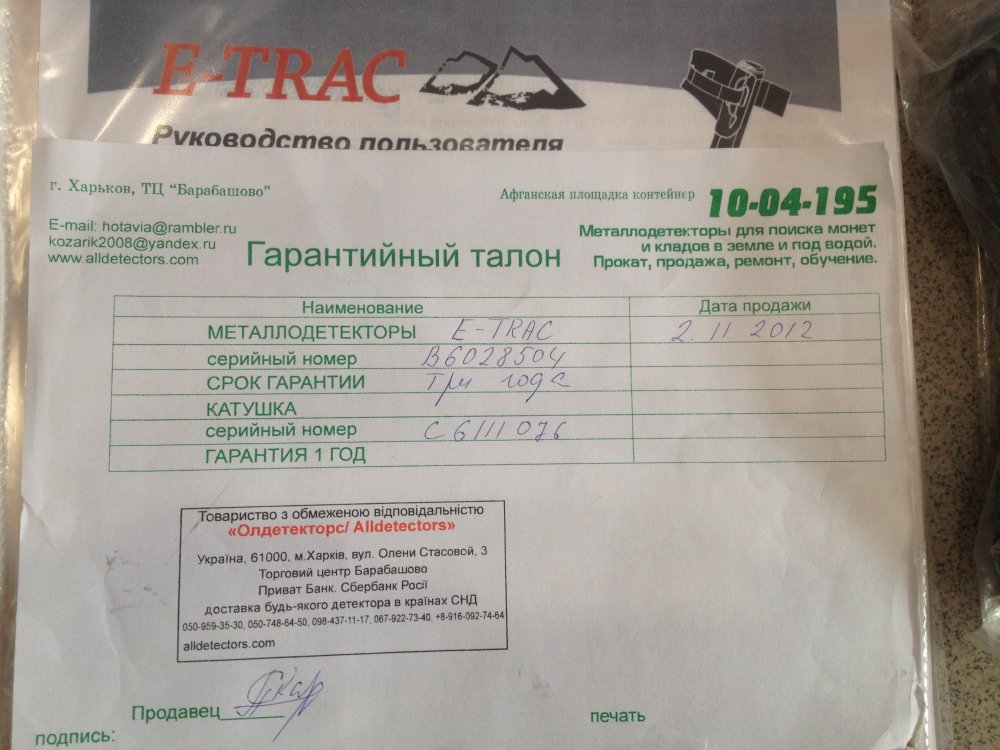 E-TRAC
Руководство пользователя
г. Харьков, ТЦ "Барабашово"
Афганская площадка контейнер 10-04-195
E-mail: hotavia@rambler.ru
kozarik2008@yandex.ru
www.alldetectors.com
Гарантийный талон
Металлодетекторы для поиска монет
и кладов в земле и под водой.
Прокат, продажа, ремонт, обучение.
Наименование Дата продажи
МЕТАЛЛОДЕТЕКТОРЫ E-TRAC 2.11 2012
серийный номер В6028504
СРОК ГАРАНТИИ три года
КАТУШКА
серийный номер С6111076
ГАРАНТИЯ 1 ГОД
Товариство з обмеженою відповідальністю
«Олдетекторс/ Alldetectors»
Україна, 61000, м.Харків, вул. Олени Стасовой, 3
Торговий центр Барабашово
Приват Банк. Сбербанк Росії
доставка будь-якого детектора в країнах СНД
050-959-35-30, 050-748-64-50, 098-437-11-17, 067-922-73-40, +8-916-092-74-64
alldetectors.com
Продавец
печать
подпись: